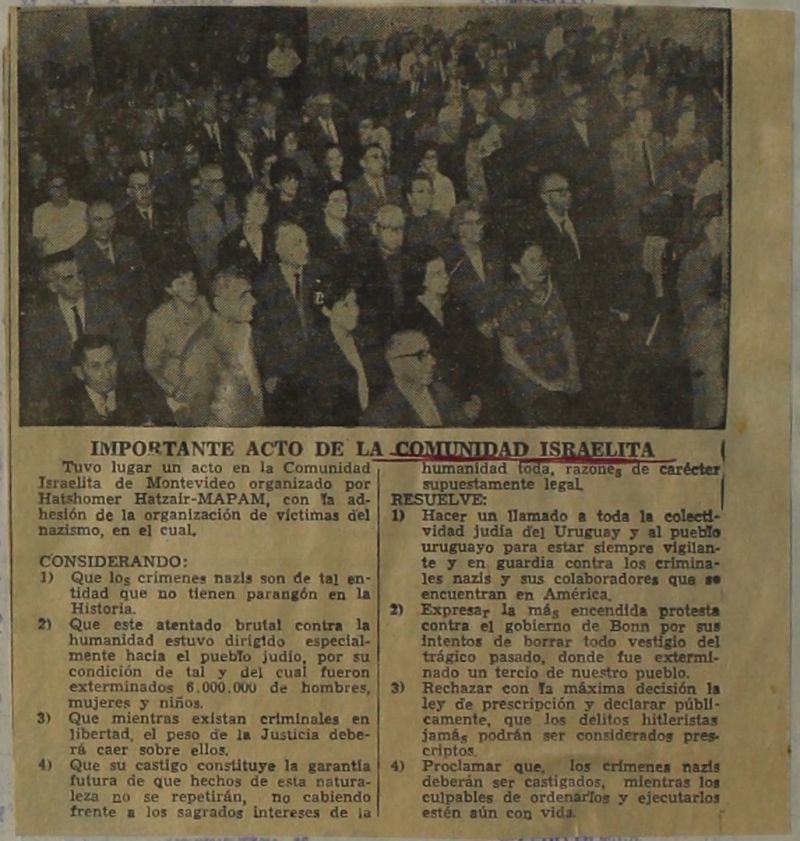 IMPORTANTE ACTO DE LA COMUNIDAD ISRAELITA
Tuvo lugar un acto en la Comunidad
Israelita de Montevideo organizado por
Hatshomer Hatzair-MAPAM, con la ad-
hesión de la organización de víctimas del
nazismo, en el cual.
CONSIDERANDO:
1) Que los crímenes nazis son de tal en-
tidad que no tienen parangón en la
Historia.
2) Que este atentado brutal contra la
humanidad estuvo dirigido especial-
mente hacia el pueblo judío, por su
condición de tal y del cual fueron
exterminados 6.000.000 de hombres,
mujeres y niños.
3) Que mientras existan criminales en
libertad, el peso de la Justicia debe-
rá caer sobre ellos.
4) Que su castigo constituye la garantía
futura de que hechos de esta natura-
leza no se repetirán, no cabiendo
frente a los sagrados intereses de la
humanidad toda, razones de carécter
supuestamente legal.
RESUELVE:
1) Hacer un llamado a toda la colecti-
vidad judía del Uruguay y al pueblo
uruguayo para estar siempre vigilan-
te y en guardia contra los crimina-
les nazis y sus colaboradores que se
encuentran en América.
2) Expresar la más encendida protesta
contra el gobierno de Bonn por sus
intentos de borrar todo vestigio del
trágico pasado, donde fue extermi-
nado un tercio de nuestro pueblo.
3) Rechazar con la máxima decisión la
ley de prescripción y declarar públi-
camente, que los delitos hitleristas
jamás podrán ser considerados pres-
criptos.
4) Proclamar que, los crímenes nazis
deberán ser castigados, mientras los
culpables de ordenarlos y ejecutarlos
estén aún con vida.